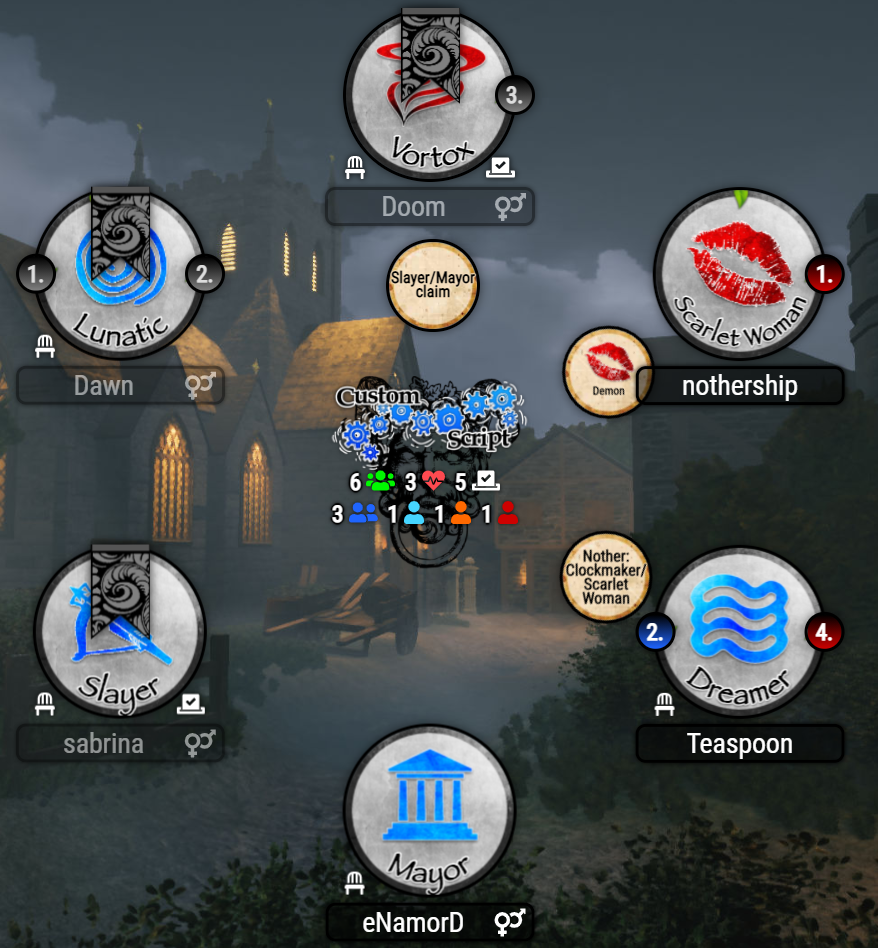 Vortox
3.
Doom
1.
2.
Lunatic
Dawn
Slayer/Mayor
claim
Scarlet Woman
1.
Demon
nothership
Custom
Script
6 3 5
3 1 1 1
Slayer
sabrina
Nother:
Clockmaker/
Scarlet
Woman
2.
4.
Dreamer
Teaspoon
Mayor
eNamorD